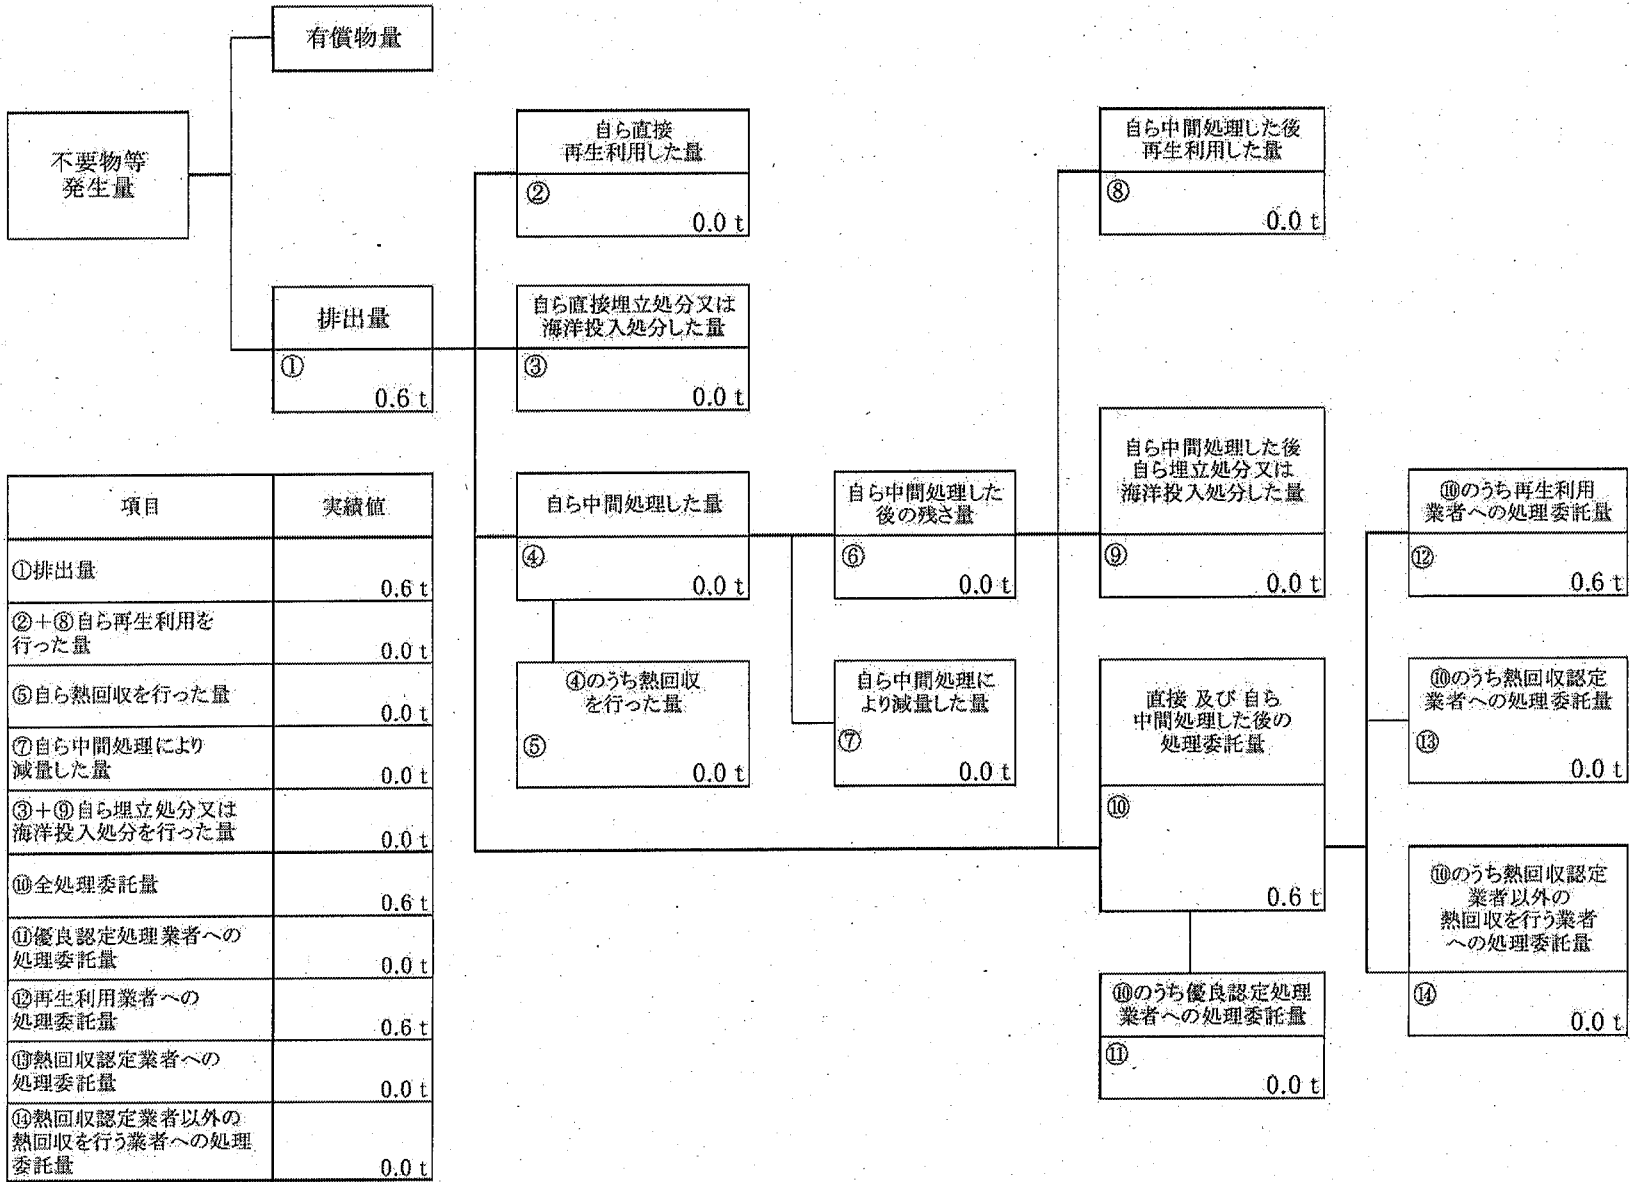 有償物量
不要物等
発生量
排出量
①
0.6 t
自ら直接
再生利用した量
②
0.0 t
自ら直接埋立処分又は
海洋投入処分した量
③
0.0 t
自ら中間処理した量
④
0.0 t
④のうち熱回収
を行った量
⑤
0.0 t
自ら中間処理した
後の残さ量
⑥
0.0 t
自ら中間処理に
より減量した量
⑦
0.0 t
自ら中間処理した後
再生利用した量
⑧
0.0 t
自ら中間処理した後
自ら埋立処分又は
海洋投入処分した量
⑨
0.0 t
直接 及び 自ら
中間処理した後の
処理委託量
⑩
0.6 t
⑩のうち優良認定処理
業者への処理委託量
⑪
0.0 t
⑩のうち再生利用
業者への処理委託量
⑫
0.6 t
⑩のうち熱回収認定
業者への処理委託量
⑬
0.0 t
⑩のうち熱回収認定
業者以外の
熱回収を行う業者
への処理委託量
⑭
0.0 t
項目 実績値
①排出量
0.6 t
②+⑧自ら再生利用を
行った量
0.0 t
⑤自ら熱回収を行った量
0.0 t
⑦自ら中間処理により
減量した量
0.0 t
③+⑨自ら埋立処分又は
海洋投入処分を行った量
0.0 t
⑩全処理委託量
0.6 t
⑪優良認定処理業者への
処理委託量
0.0 t
⑫再生利用業者への
処理委託量
0.6 t
⑬熱回収認定業者への
処理委託量
0.0 t
⑭熱回収認定業者以外の
熱回収を行う業者への処理
委託量
0.0 t